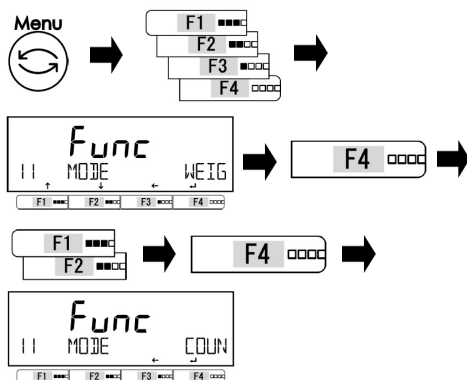 Menu
F1
F2
F3
F4
Func
11 MODE WEIG
↑ ↓ ← ↵
F1 F2 F3 F4
F4
F1
F2
F4
Func
11 MODE COUN
← ↵
F1 F2 F3 F4